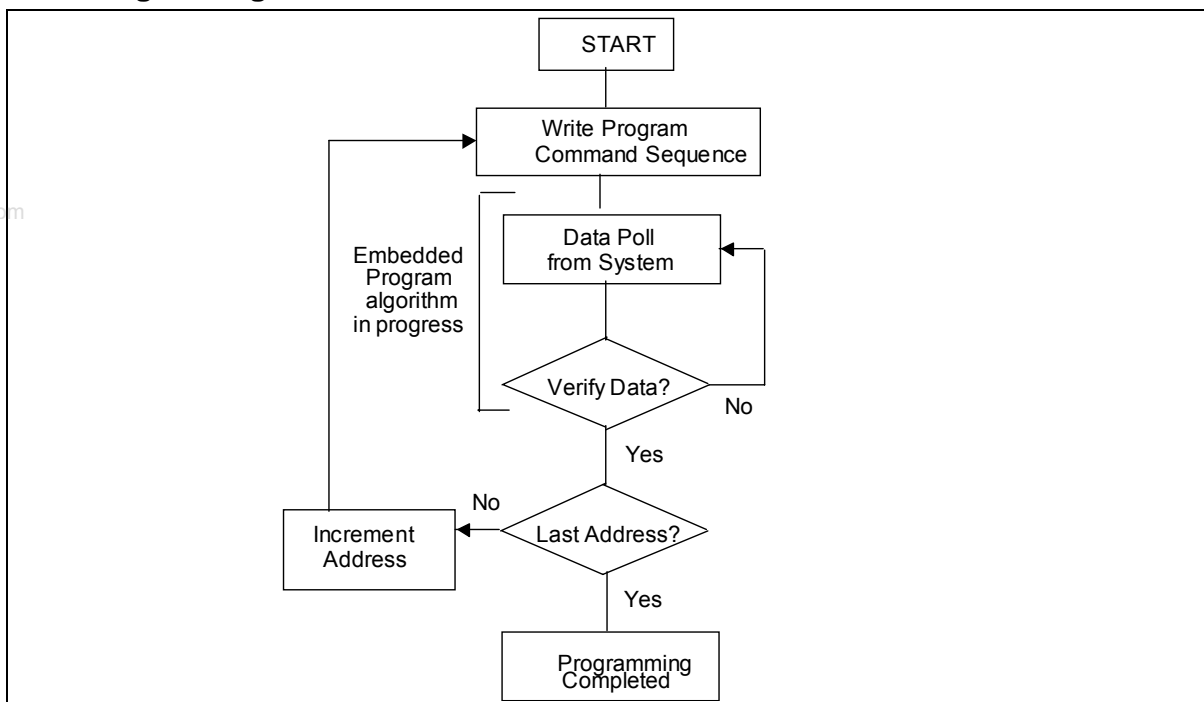 START
Write Program
Command Sequence
om
Data Poll
from System
Embedded
Program
algorithm
in progress
Verify Data?
No
Yes
No
Increment
Address
Last Address?
Yes
Programming
Completed